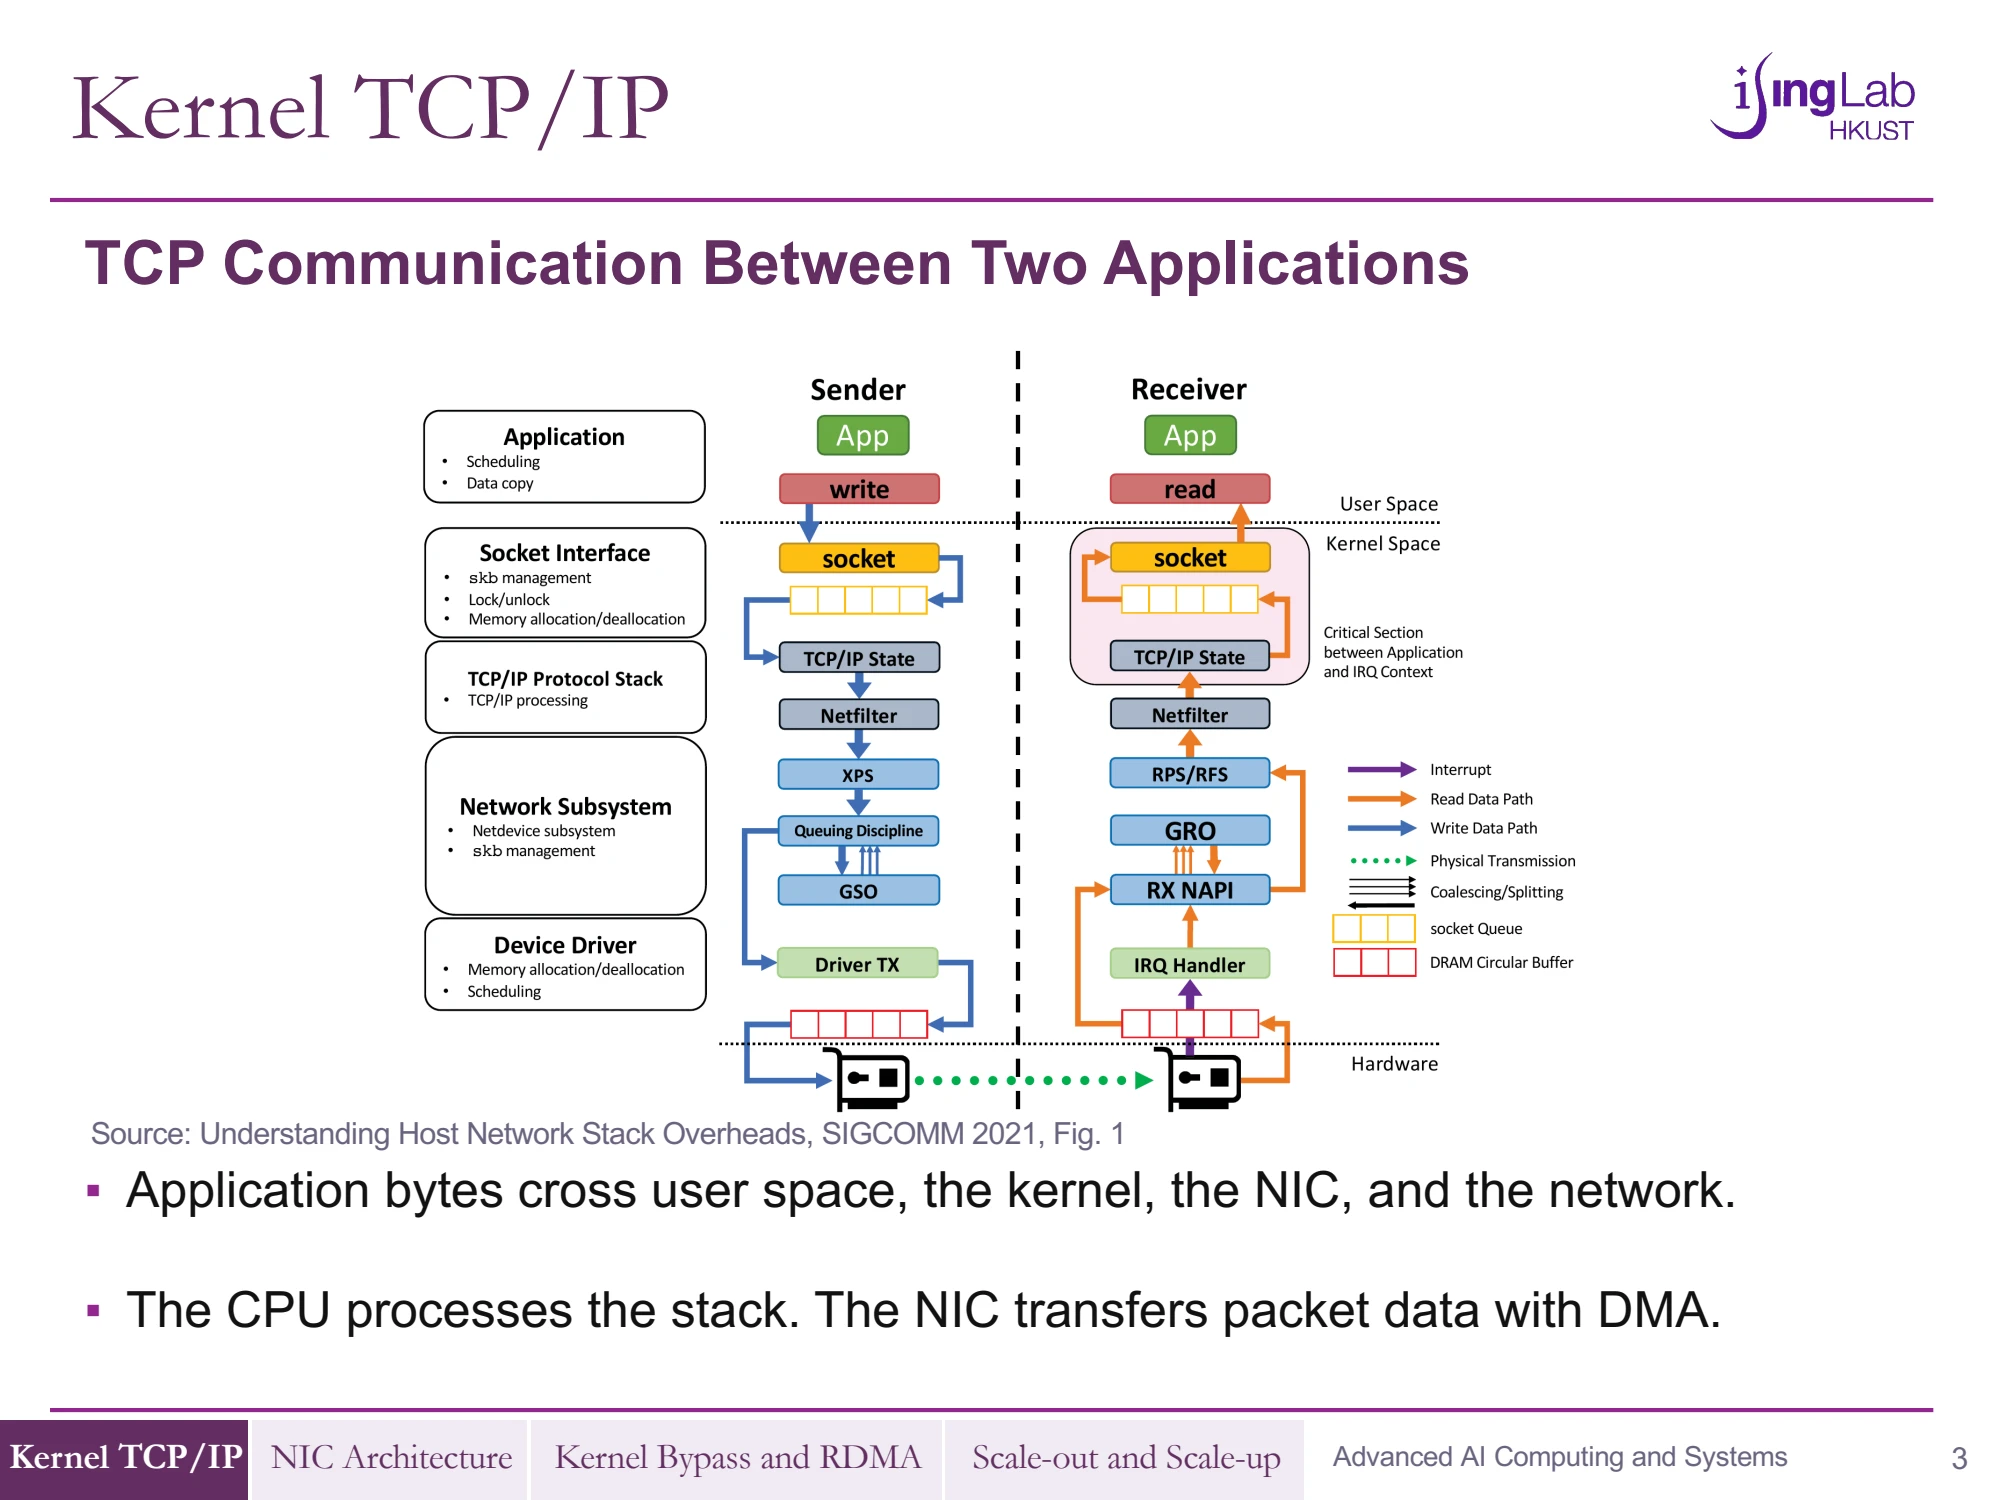 Kernel TCP/IP
iSingLab
HKUST
TCP Communication Between Two Applications
Sender
Receiver
App
App
Application
• Scheduling
• Data copy
write
read
User Space
Kernel Space
Socket Interface
• skb management
• Lock/unlock
• Memory allocation/deallocation
socket
socket
Critical Section
between Application
and IRQ Context
TCP/IP Protocol Stack
• TCP/IP processing
TCP/IP State
TCP/IP State
Netfilter
Netfilter
Network Subsystem
• Netdevice subsystem
• skb management
XPS
RPS/RFS
Queuing Discipline
GRO
GSO
RX NAPI
Interrupt
Read Data Path
Write Data Path
Physical Transmission
Coalescing/Splitting
socket Queue
DRAM Circular Buffer
Device Driver
• Memory allocation/deallocation
• Scheduling
Driver TX
IRQ Handler
Hardware
Source: Understanding Host Network Stack Overheads, SIGCOMM 2021, Fig. 1
▪ Application bytes cross user space, the kernel, the NIC, and the network.
▪ The CPU processes the stack. The NIC transfers packet data with DMA.
Kernel TCP/IP
NIC Architecture
Kernel Bypass and RDMA
Scale-out and Scale-up
Advanced AI Computing and Systems
3